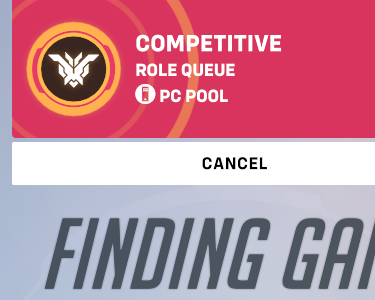 COMPETITIVE
ROLE QUEUE
PC POOL
CANCEL
FINDING GA